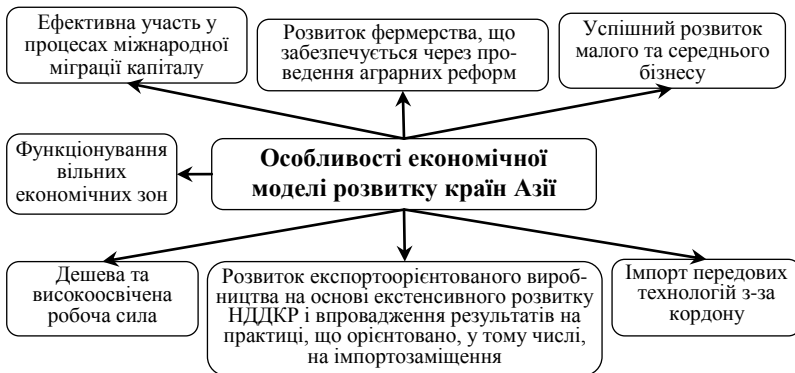 Ефективна участь у
процесах міжнародної
міграції капіталу
Розвиток фермерства, що
забезпечується через про-
ведення аграрних реформ
Успішний розвиток
малого та середнього
бізнесу
Функціонування
вільних
економічних зон
Особливості економічної
моделі розвитку країн Азії
Дешева та
високоосвічена
робоча сила
Розвиток експортоорієнтованого вироб-
ництва на основі екстенсивного розвитку
НДДКР і впровадження результатів на
практиці, що орієнтовано, у тому числі,
на імпортозаміщення
Імпорт передових
технологій з-за
кордону